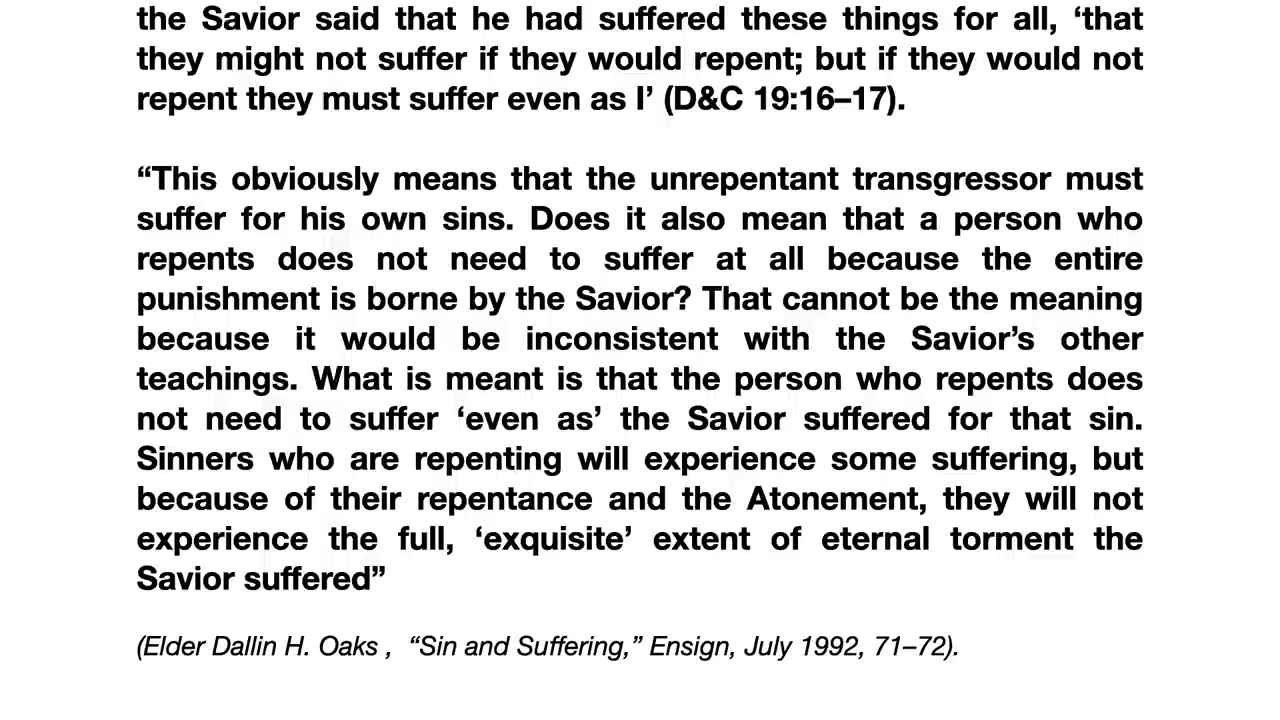 the Savior said that he had suffered these things for all, ‘that
they might not suffer if they would repent; but if they would not
repent they must suffer even as I’ (D&C 19:16–17).
“This obviously means that the unrepentant transgressor must
suffer for his own sins. Does it also mean that a person who
repents does not need to suffer at all because the entire
punishment is borne by the Savior? That cannot be the meaning
because it would be inconsistent with the Savior’s other
teachings. What is meant is that the person who repents does
not need to suffer ‘even as’ the Savior suffered for that sin.
Sinners who are repenting will experience some suffering, but
because of their repentance and the Atonement, they will not
experience the full, ‘exquisite’ extent of eternal torment the
Savior suffered”
(Elder Dallin H. Oaks , “Sin and Suffering,” Ensign, July 1992, 71–72).